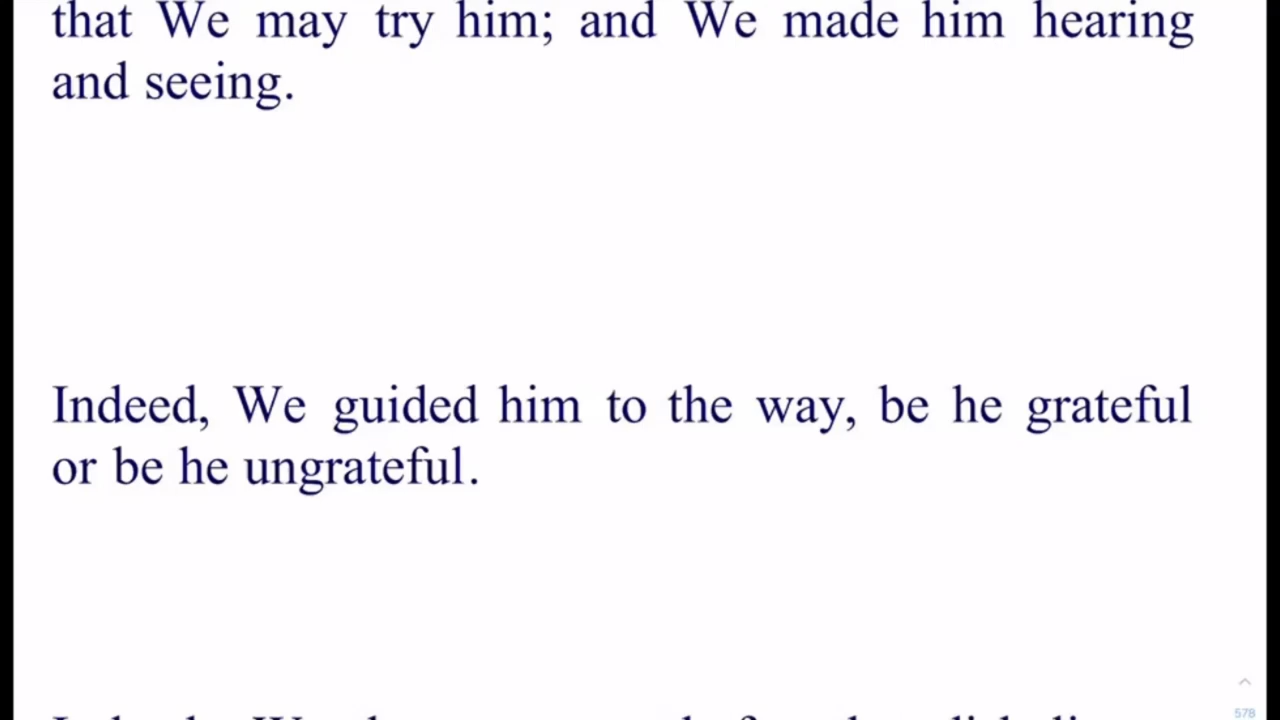 that We may try him; and We made him hearing
and seeing.
Indeed, We guided him to the way, be he grateful
or be he ungrateful.
578